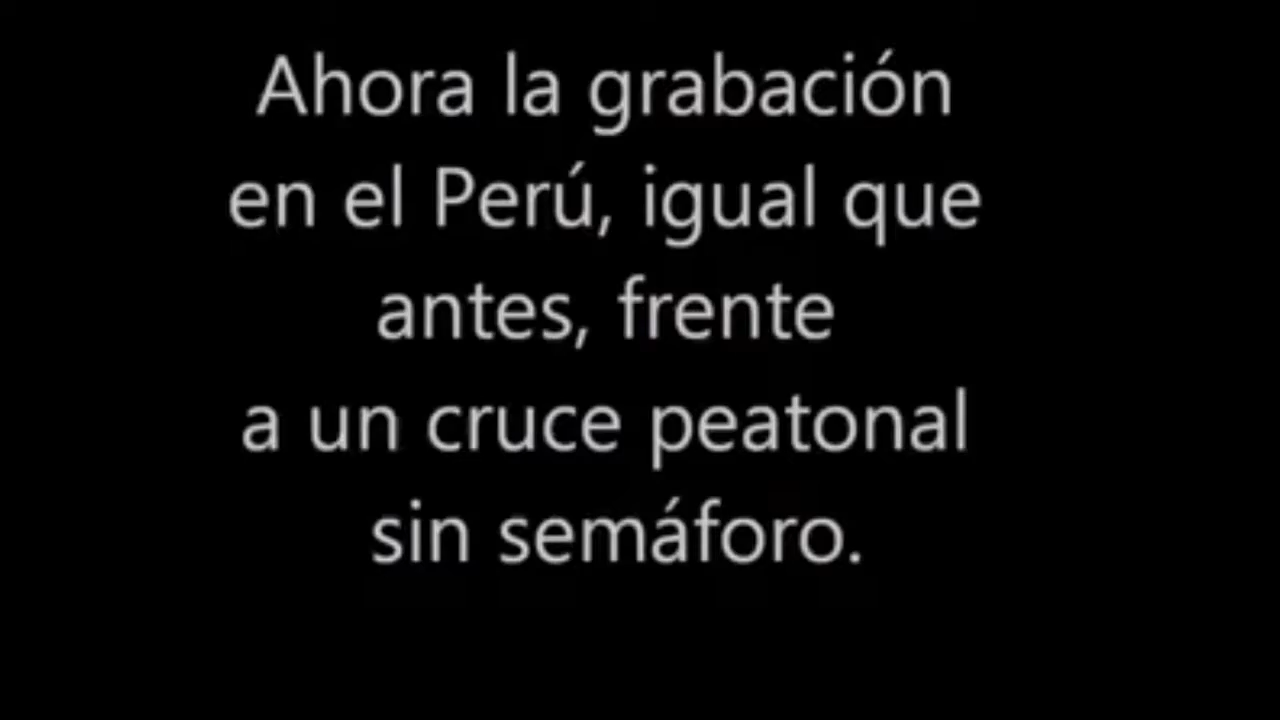 Ahora la grabación
en el Perú, igual que
antes, frente
a un cruce peatonal
sin semáforo.